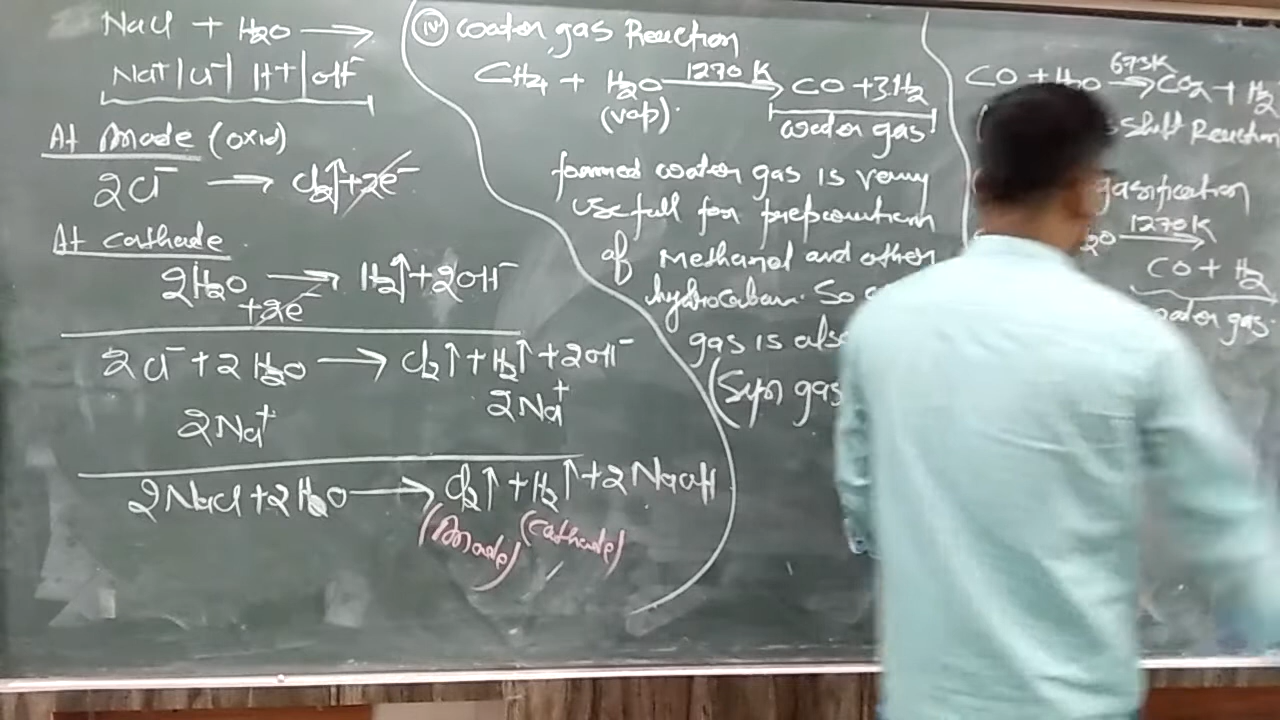 NaCl + H₂O →
Na⁺|Cl⁻| H⁺|OH⁻
At Anode (oxid)
2Cl⁻ → Cl₂↑+2e⁻
At Cathode
2H₂O → H₂↑+2OH⁻
+2e⁻
2Cl⁻+2H₂O → Cl₂↑+H₂↑+2OH⁻
2Na⁺ 2Na⁺
2NaCl+2H₂O → Cl₂↑+H₂↑+2NaOH
(Anode) (Cathode)
(iv) Water gas Reaction
CH₄ + H₂O 1270 K → CO+3H₂
(vap). water gas
formed water gas is very
usefull for
of Methanol and other
So
gas is also
(Syn gas
CO + H₂O 673K → CO₂ + H₂
Shift Reaction
gasification
2O 1270K →
CO + H₂
water gas.